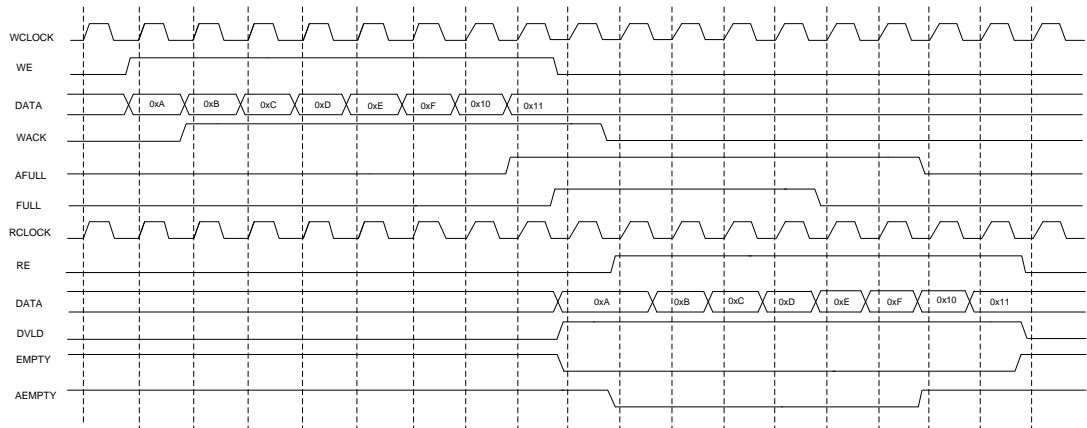 WCLOCK
WE
DATA 0xA 0xB 0xC 0xD 0xE 0xF 0x10 0x11
WACK
AFULL
FULL
RCLOCK
RE
DATA 0xA 0xB 0xC 0xD 0xE 0xF 0x10 0x11
DVLD
EMPTY
AEMPTY